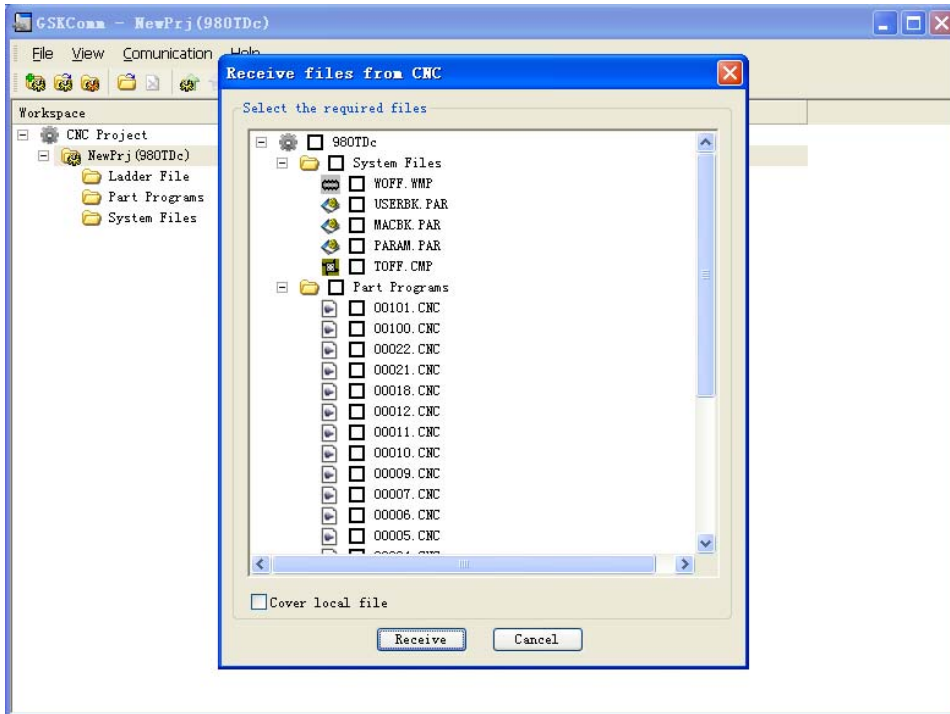 GSKComm - NewPrj(980TDc)
File View Comunication Help
Receive files from CNC
Workspace
CNC Project
NewPrj(980TDc)
Ladder File
Part Programs
System Files
Select the required files
980TDc
System Files
WOFF.WMP
USERBK.PAR
MACBK.PAR
PARAM.PAR
TOFF.CMP
Part Programs
O0101.CNC
O0100.CNC
O0022.CNC
O0021.CNC
O0018.CNC
O0012.CNC
O0011.CNC
O0010.CNC
O0009.CNC
O0007.CNC
O0006.CNC
O0005.CNC
Cover local file
Receive Cancel